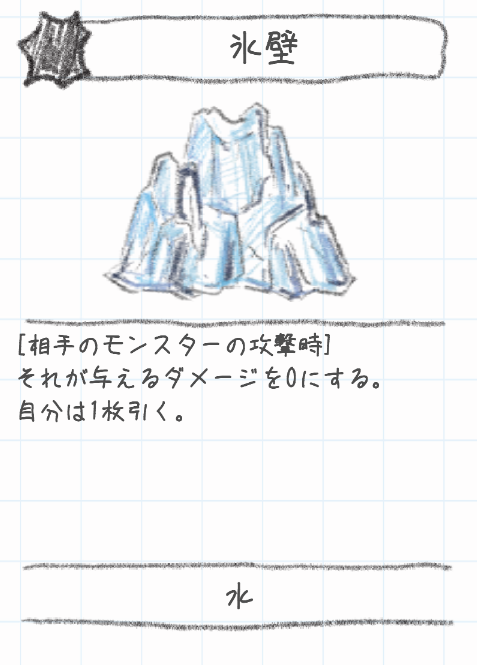 氷壁
[相手のモンスターの攻撃時]
それが与えるダメージを0にする。
自分は1枚引く。
水